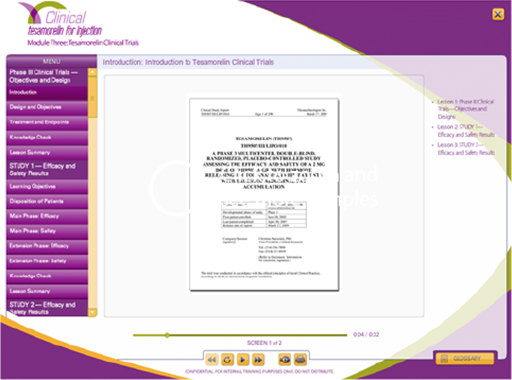 Clinical
tesamorelin for injection
Module Three: Tesamorelin Clinical Trials
MENU
Phase III Clinical Trials —
Objectives and Design
Introduction
Design and Objectives
Treatment and Endpoints
Knowledge Check
Lesson Summary
STUDY 1 — Efficacy and
Safety Results
Learning Objectives
Disposition of Patients
Main Phase: Efficacy
Main Phase: Safety
Extension Phase: Efficacy
Extension Phase: Safety
Knowledge Check
Lesson Summary
STUDY 2 — Efficacy and
Safety Results
Introduction: Introduction to Tesamorelin Clinical Trials
Clinical Study Report
TESAMORELIN (TH9507)
TH9507/III/LIPO/010
A PHASE 3 MULTICENTER, DOUBLE-BLIND,
RANDOMIZED, PLACEBO-CONTROLLED STUDY
ASSESSING THE EFFICACY AND SAFETY OF A 2 MG
ACCUMULATION
Lesson 1: Phase III Clinical
Trials — Objectives and
Designs
Lesson 2: STUDY 1 —
Efficacy and Safety Results
Lesson 3: STUDY 2 —
Efficacy and Safety Results
0:04 / 0:12
SCREEN 1 of 2
GLOSSARY
CONFIDENTIAL. FOR INTERNAL TRAINING PURPOSES ONLY. DO NOT DISTRIBUTE.